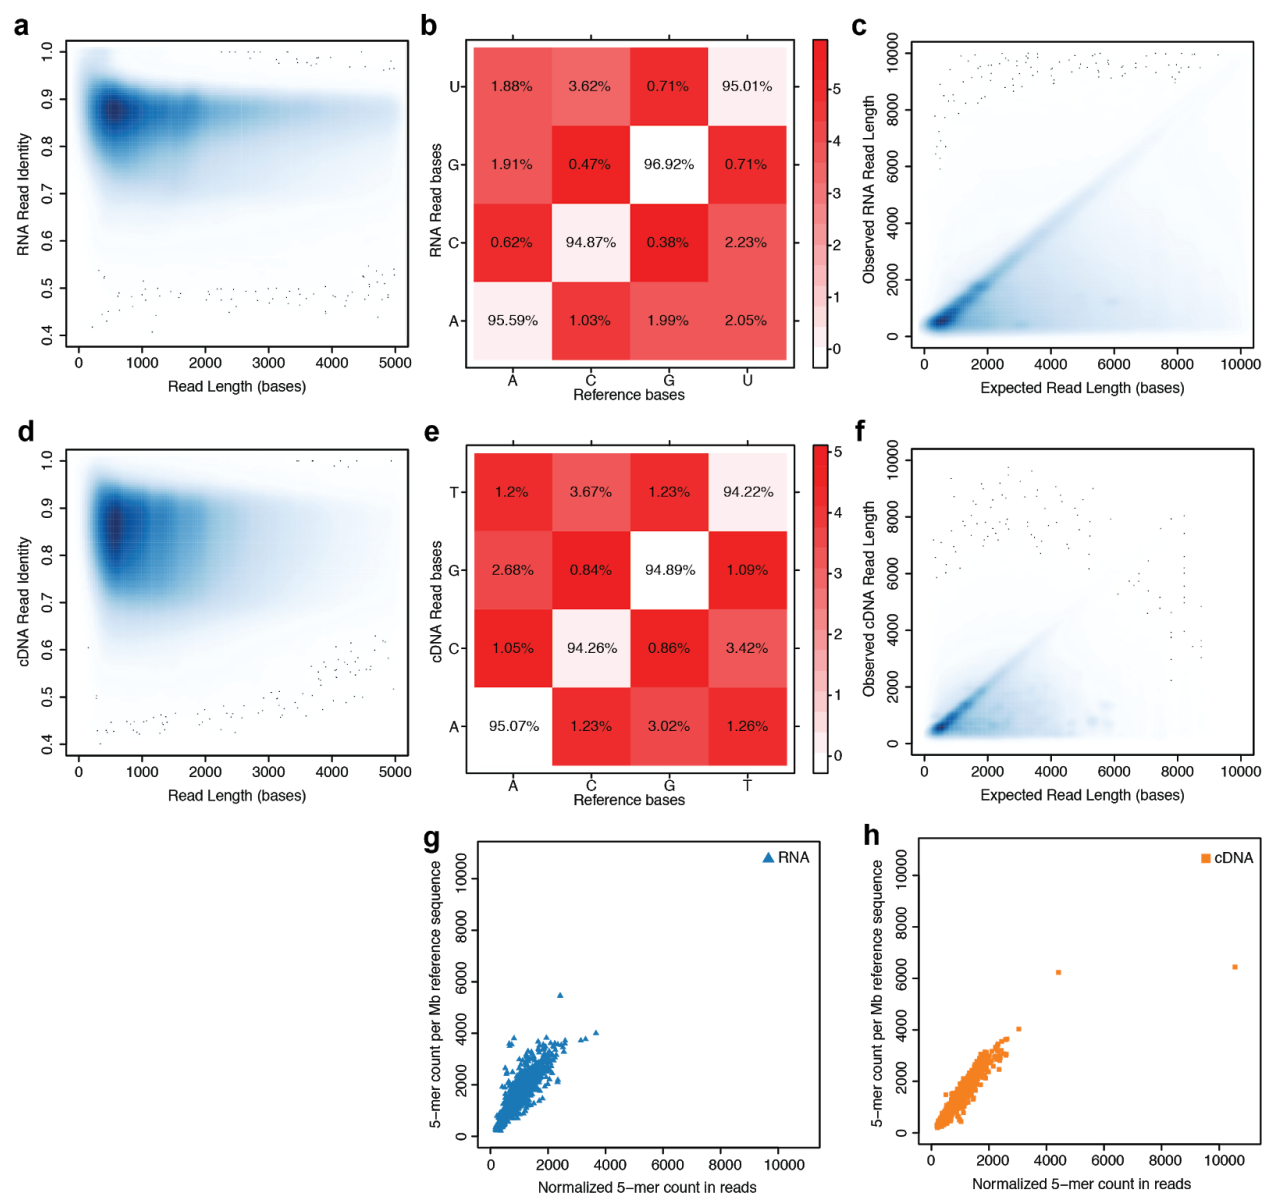 a
RNA Read Identity
1.0
0.9
0.8
0.7
0.6
0.5
0.4
0 1000 2000 3000 4000 5000
Read Length (bases)
b
RNA Read bases
U 1.88% 3.62% 0.71% 95.01%
G 1.91% 0.47% 96.92% 0.71%
C 0.62% 94.87% 0.38% 2.23%
A 95.59% 1.03% 1.99% 2.05%
A C G U
Reference bases
5
4
3
2
1
0
c
Observed RNA Read Length
10000
8000
6000
4000
2000
0
0 2000 4000 6000 8000 10000
Expected Read Length (bases)
d
cDNA Read Identity
1.0
0.9
0.8
0.7
0.6
0.5
0.4
0 1000 2000 3000 4000 5000
Read Length (bases)
e
cDNA Read bases
T 1.2% 3.67% 1.23% 94.22%
G 2.68% 0.84% 94.89% 1.09%
C 1.05% 94.26% 0.86% 3.42%
A 95.07% 1.23% 3.02% 1.26%
A C G T
Reference bases
5
4
3
2
1
0
f
Observed cDNA Read Length
10000
8000
6000
4000
2000
0
0 2000 4000 6000 8000 10000
Expected Read Length (bases)
g
5−mer count per Mb reference sequence
10000
8000
6000
4000
2000
0
RNA
0 2000 4000 6000 8000 10000
Normalized 5−mer count in reads
h
5−mer count per Mb reference sequence
10000
8000
6000
4000
2000
0
cDNA
0 2000 4000 6000 8000 10000
Normalized 5−mer count in reads